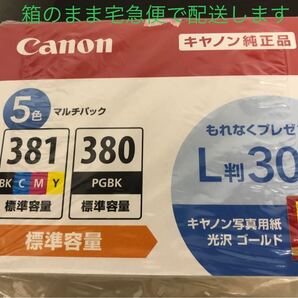 箱のまま宅急便で配送します
Canon
キヤノン純正品
5色
マルチパック
381
380
BK C M Y
PGBK
標準容量
標準容量
標準容量
もれなくプレゼ
L判30
キヤノン写真用紙
光沢 ゴールド